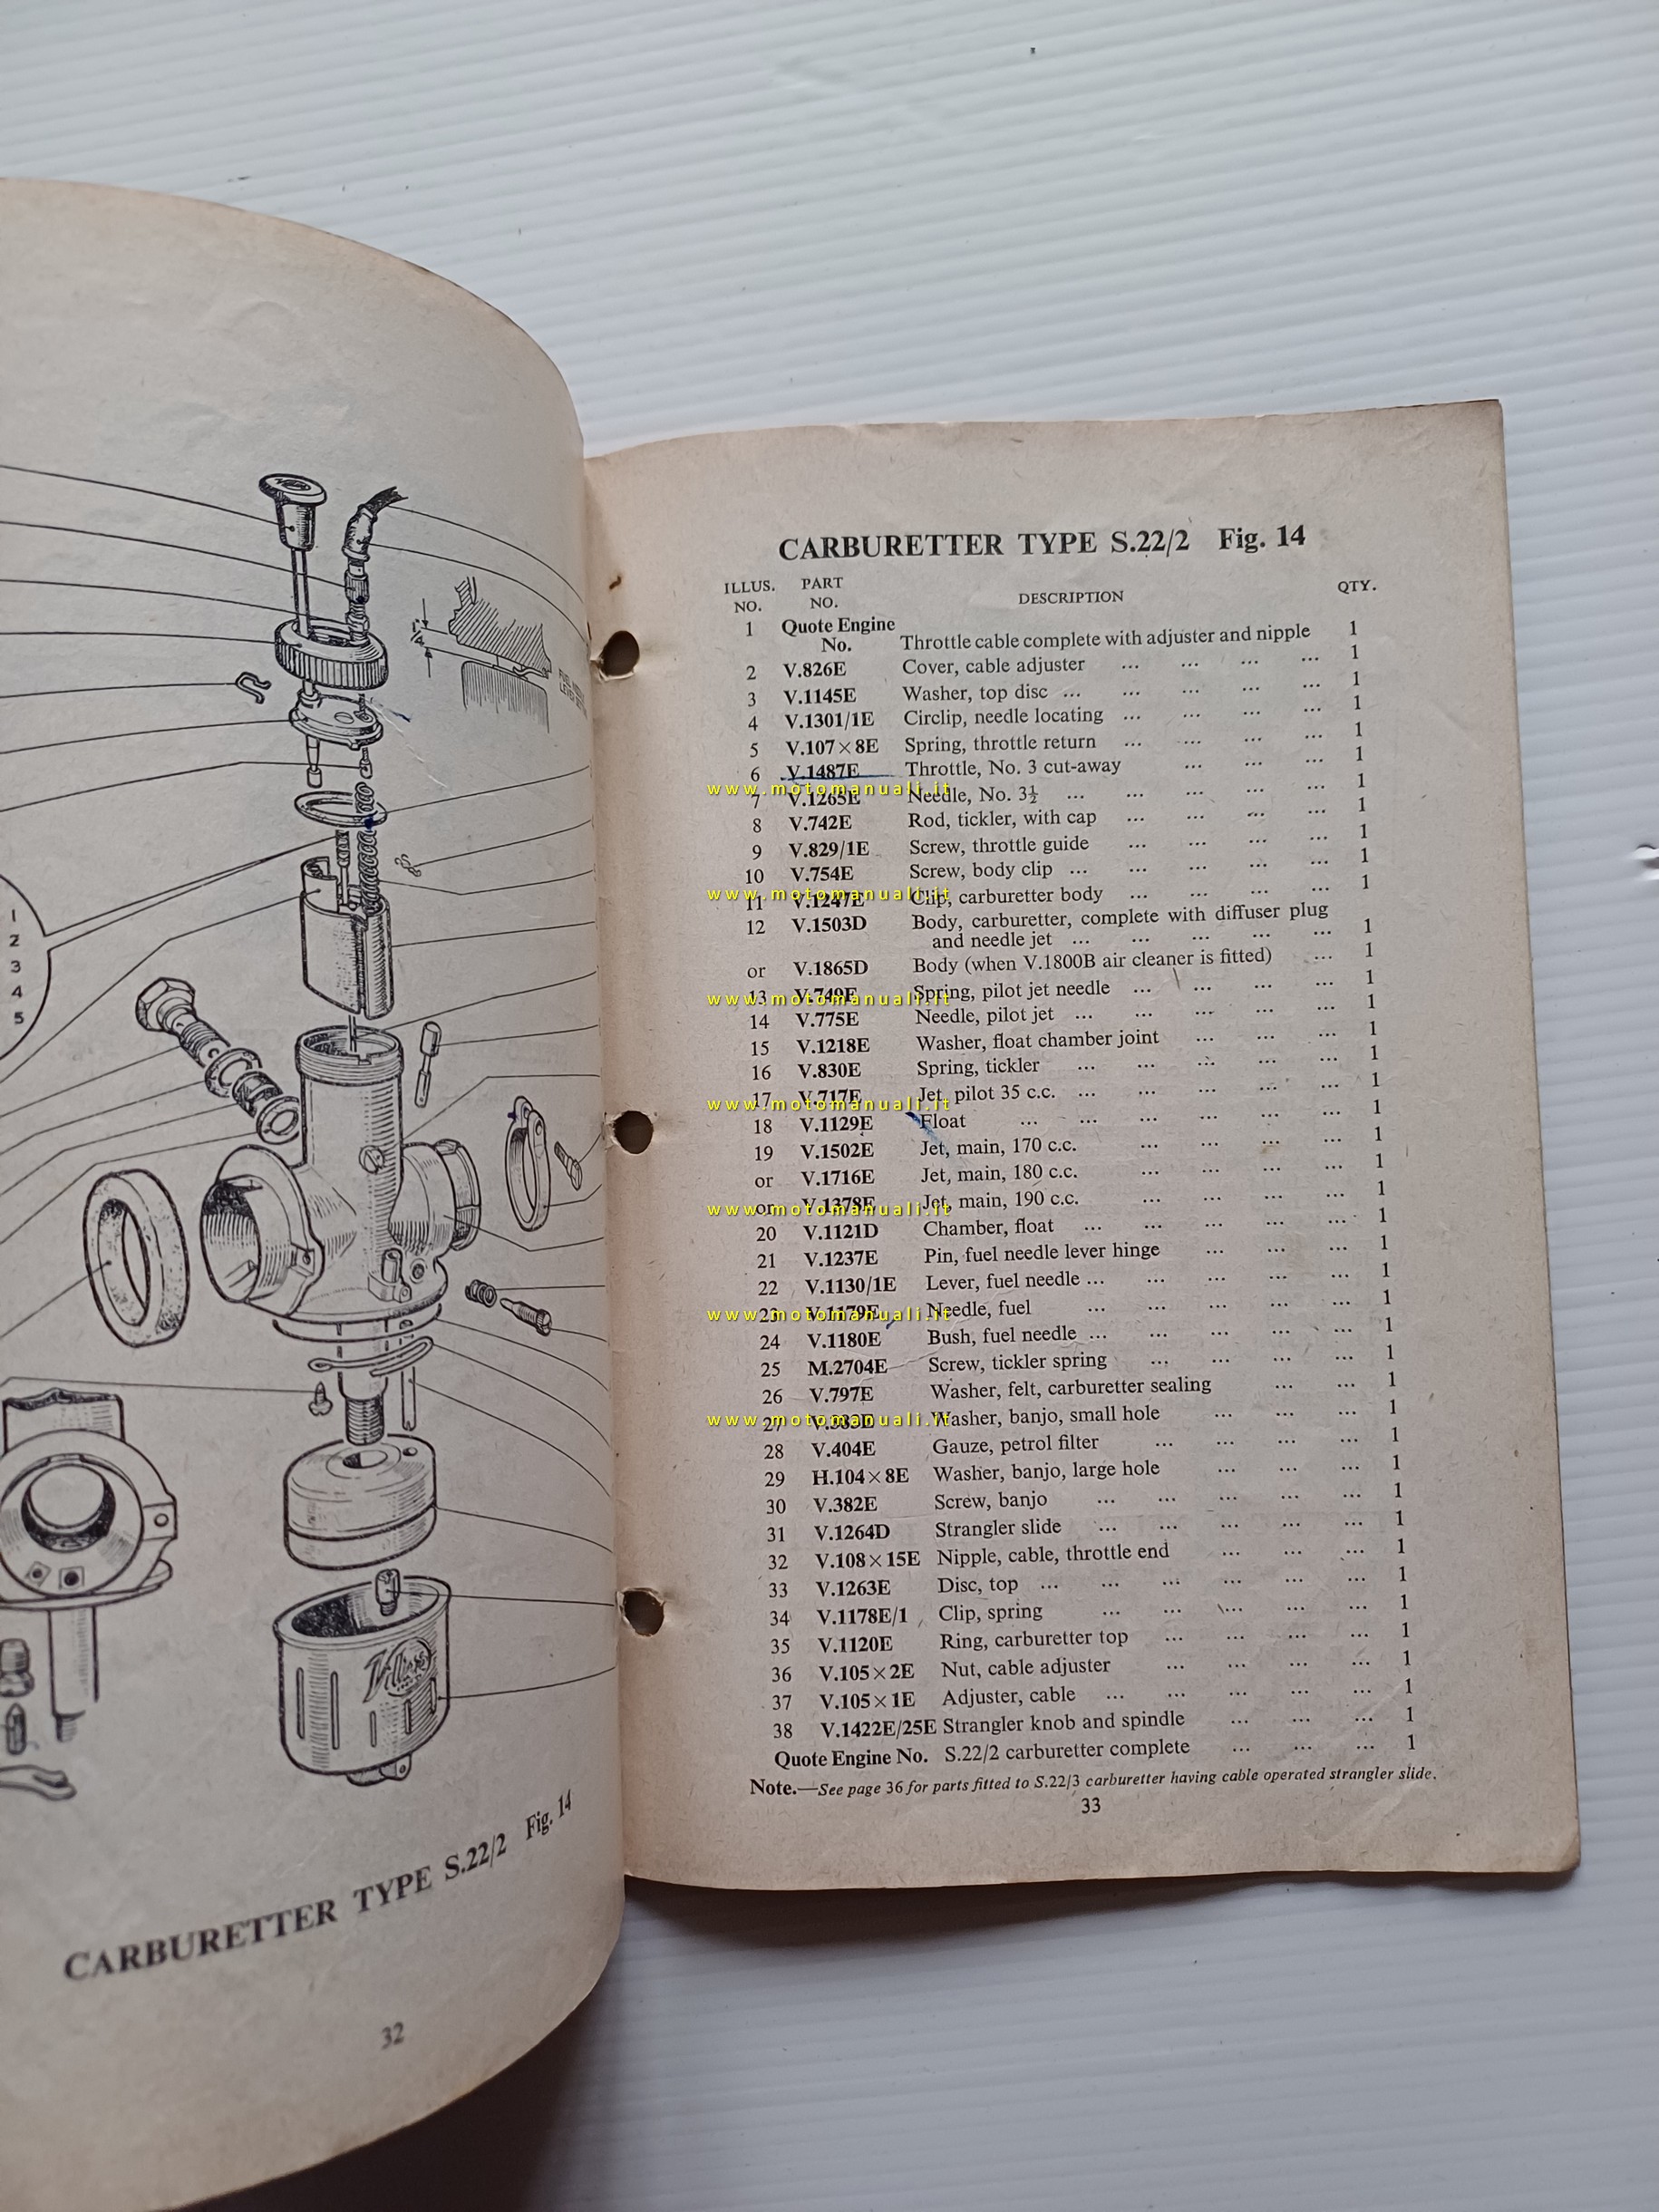 1
2
3
4
5
1/4"
Villiers
CARBURETTER TYPE S.22/2 Fig. 14
32
CARBURETTER TYPE S.22/2 Fig. 14
ILLUS. NO. PART NO. DESCRIPTION QTY.
1 Quote Engine No. Throttle cable complete with adjuster and nipple 1
2 V.826E Cover, cable adjuster ... ... ... ... 1
3 V.1145E Washer, top disc ... ... ... ... ... 1
4 V.1301/1E Circlip, needle locating ... ... ... ... 1
5 V.107×8E Spring, throttle return ... ... ... ... 1
6 V.1487E Throttle, No. 3 cut-away ... ... ... 1
7 V.1265E Needle, No. 3½ ... ... ... ... ... 1
8 V.742E Rod, tickler, with cap ... ... ... ... 1
9 V.829/1E Screw, throttle guide ... ... ... ... 1
10 V.754E Screw, body clip ... ... ... ... ... 1
11 V.1247E Clip, carburetter body ... ... ... ... 1
12 V.1503D Body, carburetter, complete with diffuser plug
and needle jet ... ... ... ... ... 1
or V.1865D Body (when V.1800B air cleaner is fitted) ... 1
13 V.749E Spring, pilot jet needle ... ... ... ... 1
14 V.775E Needle, pilot jet ... ... ... ... ... 1
15 V.1218E Washer, float chamber joint ... ... ... 1
16 V.830E Spring, tickler ... ... ... ... ... 1
17 V.717E Jet, pilot 35 c.c. ... ... ... ... ... 1
18 V.1129E Float ... ... ... ... ... ... 1
19 V.1502E Jet, main, 170 c.c. ... ... ... ... 1
or V.1716E Jet, main, 180 c.c. ... ... ... ... 1
or V.1378E Jet, main, 190 c.c. ... ... ... ... 1
20 V.1121D Chamber, float ... ... ... ... ... 1
21 V.1237E Pin, fuel needle lever hinge ... ... ... 1
22 V.1130/1E Lever, fuel needle ... ... ... ... ... 1
23 V.1179E Needle, fuel ... ... ... ... ... 1
24 V.1180E Bush, fuel needle ... ... ... ... ... 1
25 M.2704E Screw, tickler spring ... ... ... ... 1
26 V.797E Washer, felt, carburetter sealing ... ... 1
27 Washer, banjo, small hole ... ... ... 1
28 V.404E Gauze, petrol filter ... ... ... ... 1
29 H.104×8E Washer, banjo, large hole ... ... ... 1
30 V.382E Screw, banjo ... ... ... ... ... 1
31 V.1264D Strangler slide ... ... ... ... ... 1
32 V.108×15E Nipple, cable, throttle end ... ... ... 1
33 V.1263E Disc, top ... ... ... ... ... ... 1
34 V.1178E/1 Clip, spring ... ... ... ... ... 1
35 V.1120E Ring, carburetter top ... ... ... ... 1
36 V.105×2E Nut, cable adjuster ... ... ... ... 1
37 V.105×1E Adjuster, cable ... ... ... ... ... 1
38 V.1422E/25E Strangler knob and spindle ... ... ... 1
Quote Engine No. S.22/2 carburetter complete ... ... ... 1
Note.—See page 36 for parts fitted to S.22/3 carburetter having cable operated strangler slide.
33
www.motomanuali.it
www.motomanuali.it
www.motomanuali.it
www.motomanuali.it
www.motomanuali.it
www.motomanuali.it
www.motomanuali.it